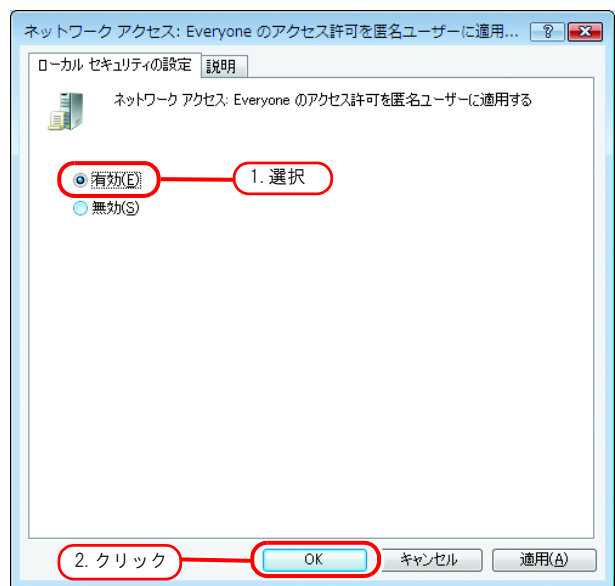 ネットワーク アクセス: Everyone のアクセス許可を匿名ユーザーに適用...
ローカル セキュリティの設定 説明
ネットワーク アクセス: Everyone のアクセス許可を匿名ユーザーに適用する
有効(E) 1. 選択
無効(S)
2. クリック OK キャンセル 適用(A)